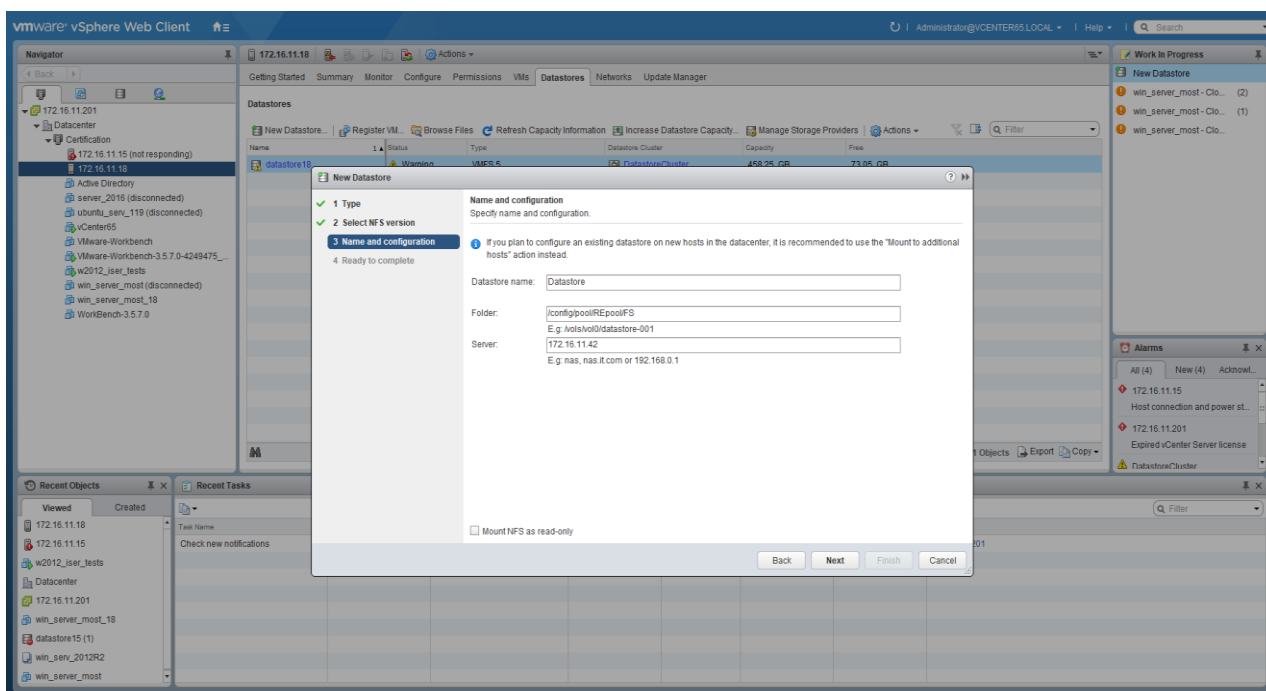 vmware® vSphere Web Client
Administrator@VCENTER65.LOCAL
Help
Search
Navigator
Back
172.16.11.201
Datacenter
Certification
172.16.11.15 (not responding)
172.16.11.18
Active Directory
server_2016 (disconnected)
ubuntu_serv_119 (disconnected)
vCenter65
VMware-Workbench
VMware-Workbench-3.5.7.0-4249475_...
w2012_iser_tests
win_server_most (disconnected)
win_server_most_18
WorkBench-3.5.7.0
172.16.11.18 Actions
Getting Started Summary Monitor Configure Permissions VMs Datastores Networks Update Manager
Datastores
New Datastore... Register VM... Browse Files Refresh Capacity Information Increase Datastore Capacity... Manage Storage Providers Actions Filter
Name 1 Status Type Datastore Cluster Capacity Free
datastore18 Warning VMFS 5 DatastoreCluster 458.25 GB 73.05 GB
New Datastore
1 Type
2 Select NFS version
3 Name and configuration
4 Ready to complete
Name and configuration
Specify name and configuration.
If you plan to configure an existing datastore on new hosts in the datacenter, it is recommended to use the "Mount to additional
hosts" action instead.
Datastore name: Datastore
Folder: /config/pool/REpool/FS
E.g: /vols/vol0/datastore-001
Server: 172.16.11.42
E.g: nas, nas.it.com or 192.168.0.1
Mount NFS as read-only
Back Next Finish Cancel
1 Objects Export Copy
Work In Progress
New Datastore
win_server_most - Clo... (2)
win_server_most - Clo... (1)
win_server_most - Clo...
Alarms
All (4) New (4) Acknowl...
172.16.11.15
Host connection and power st...
172.16.11.201
Expired vCenter Server license
DatastoreCluster
Recent Objects
Viewed Created
172.16.11.18
172.16.11.15
w2012_iser_tests
Datacenter
172.16.11.201
win_server_most_18
datastore15 (1)
win_serv_2012R2
win_server_most
Recent Tasks
Filter
Task Name
Check new notifications
201